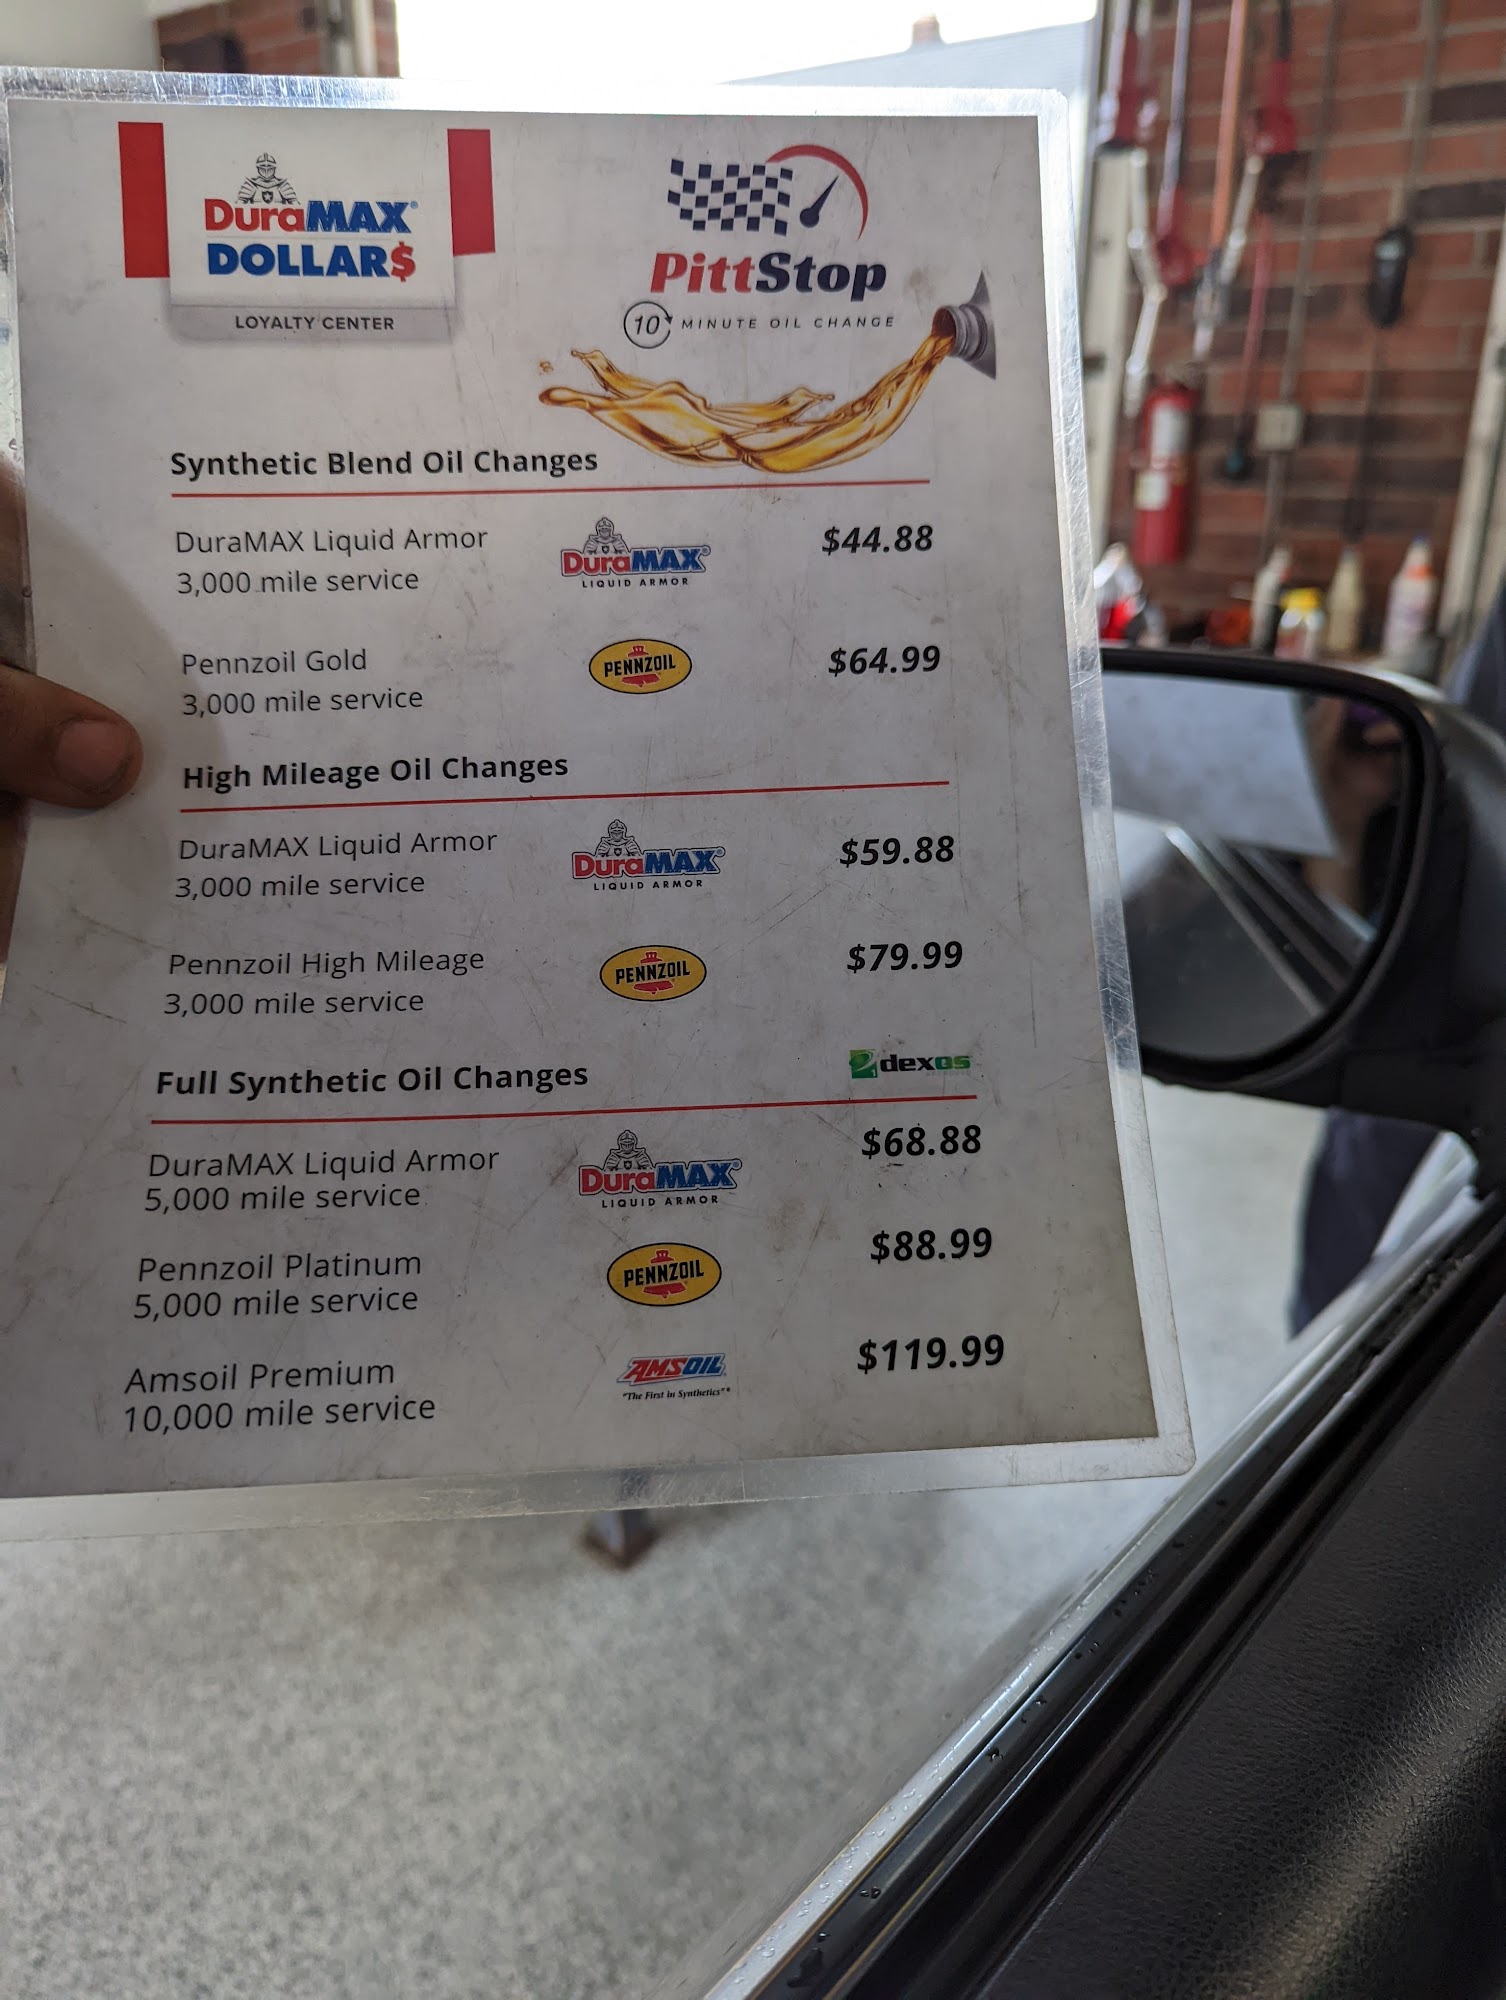 DuraMAX®
DOLLAR$
LOYALTY CENTER
PittStop
10 MINUTE OIL CHANGE
Synthetic Blend Oil Changes
DuraMAX Liquid Armor
3,000 mile service
DuraMAX®
LIQUID ARMOR
$44.88
Pennzoil Gold
3,000 mile service
PENNZOIL
$64.99
High Mileage Oil Changes
DuraMAX Liquid Armor
3,000 mile service
DuraMAX®
LIQUID ARMOR
$59.88
Pennzoil High Mileage
3,000 mile service
PENNZOIL
$79.99
Full Synthetic Oil Changes
dexos
DuraMAX Liquid Armor
5,000 mile service
DuraMAX®
LIQUID ARMOR
$68.88
Pennzoil Platinum
5,000 mile service
PENNZOIL
$88.99
Amsoil Premium
10,000 mile service
AMSOIL
"The First in Synthetics"®
$119.99